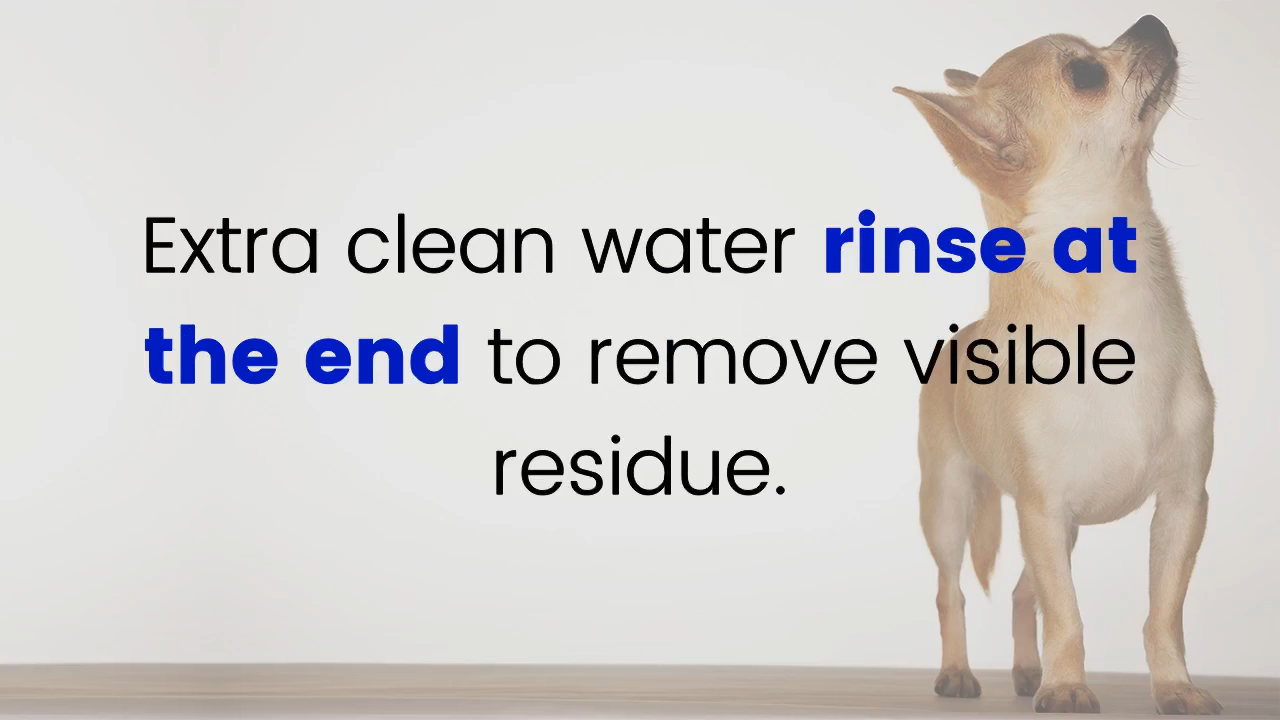 Extra clean water rinse at
the end to remove visible
residue.